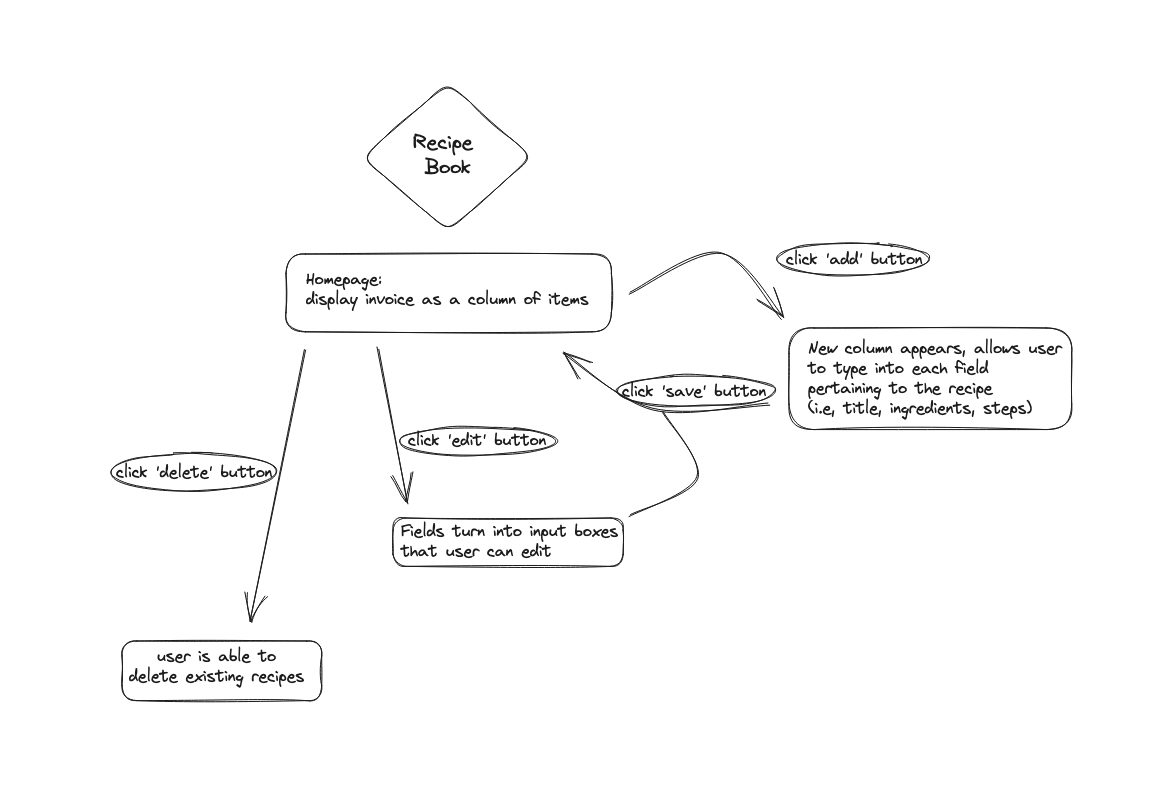 Recipe
Book
Homepage:
display invoice as a column of items
click 'add' button
New column appears, allows user
to type into each field
pertaining to the recipe
(i.e, title, ingredients, steps)
click 'save' button
click 'edit' button
click 'delete' button
Fields turn into input boxes
that user can edit
user is able to
delete existing recipes